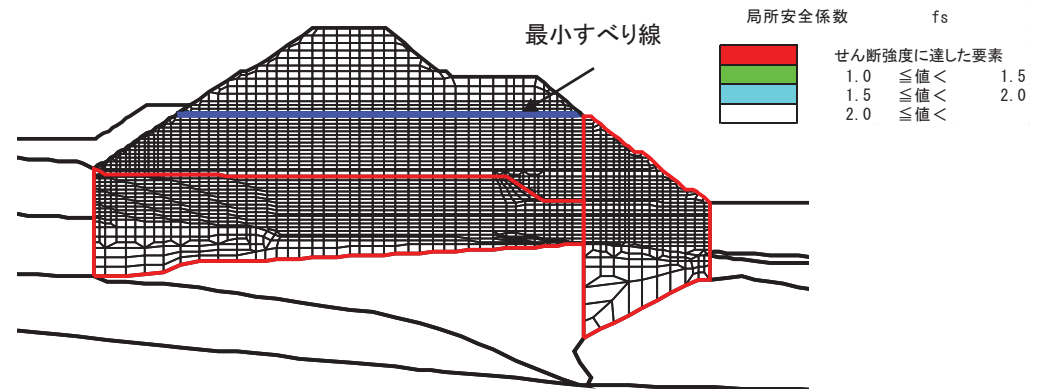 局所安全係数 fs
最小すべり線
せん断強度に達した要素
1.0 ≦値< 1.5
1.5 ≦値< 2.0
2.0 ≦値<